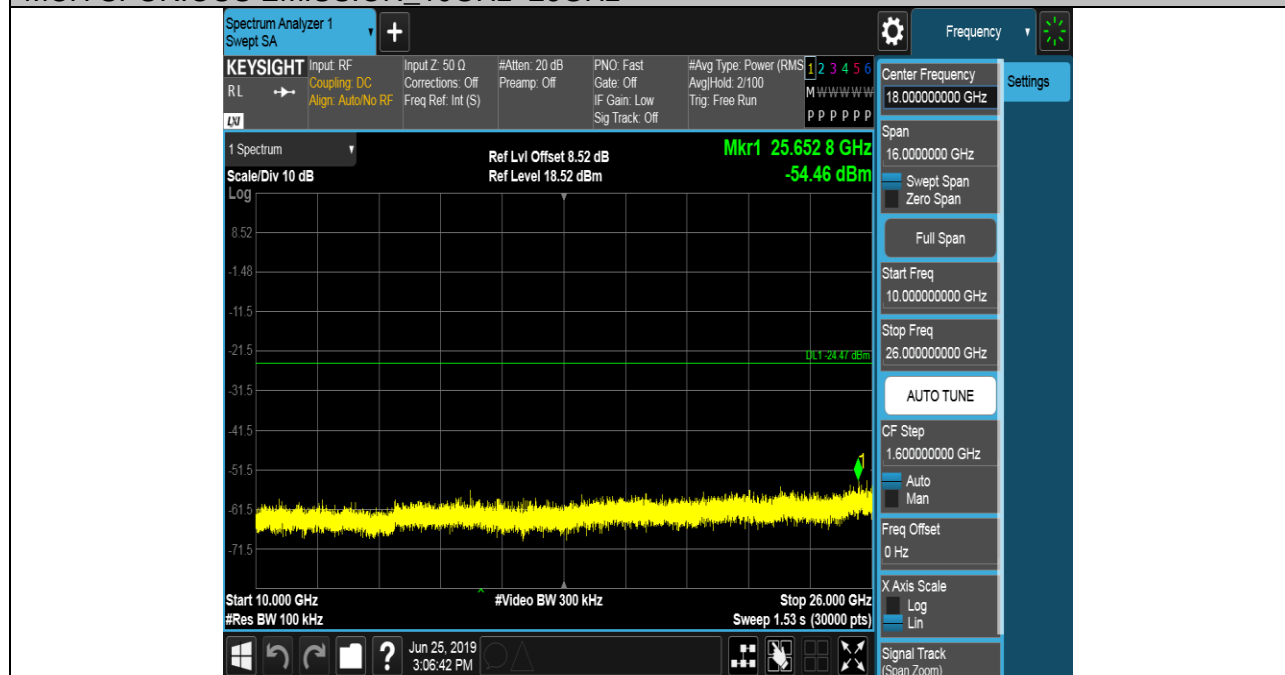 Spectrum Analyzer 1
Swept SA
Frequency
KEYSIGHT
RL
LXI
Input: RF
Coupling: DC
Align: Auto/No RF
Input Z: 50 Ω
Corrections: Off
Freq Ref: Int (S)
#Atten: 20 dB
Preamp: Off
PNO: Fast
Gate: Off
IF Gain: Low
Sig Track: Off
#Avg Type: Power (RMS
Avg|Hold: 2/100
Trig: Free Run
1 2 3 4 5 6
M W W W W W
P P P P P P
1 Spectrum
Scale/Div 10 dB
Ref Lvl Offset 8.52 dB
Ref Level 18.52 dBm
Mkr1 25.652 8 GHz
-54.46 dBm
Log
8.52
-1.48
-11.5
-21.5
DL1 -24.47 dBm
-31.5
-41.5
-51.5
1
-61.5
-71.5
Start 10.000 GHz
#Res BW 100 kHz
#Video BW 300 kHz
Stop 26.000 GHz
Sweep 1.53 s (30000 pts)
Jun 25, 2019
3:06:42 PM
Center Frequency
18.000000000 GHz
Settings
Span
16.0000000 GHz
Swept Span
Zero Span
Full Span
Start Freq
10.000000000 GHz
Stop Freq
26.000000000 GHz
AUTO TUNE
CF Step
1.600000000 GHz
Auto
Man
Freq Offset
0 Hz
X Axis Scale
Log
Lin
Signal Track
(Span Zoom)